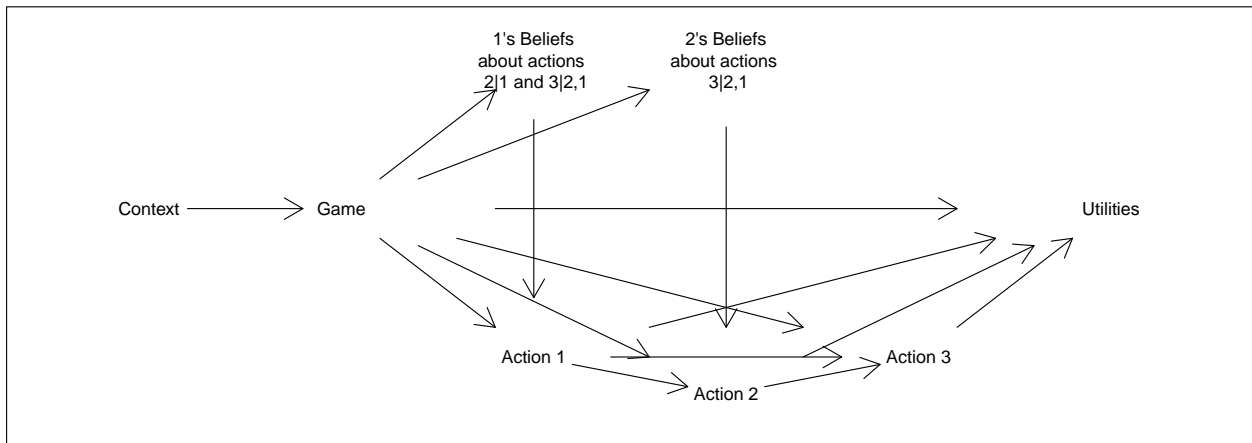 1's Beliefs
about actions
2|1 and 3|2,1
2's Beliefs
about actions
3|2,1
Context
Game
Utilities
Action 1
Action 2
Action 3